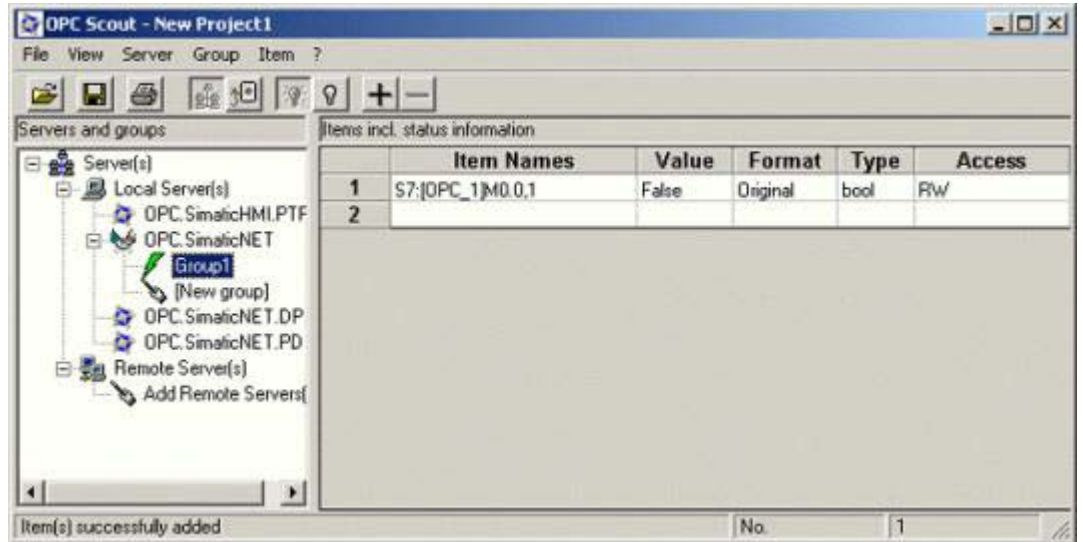 OPC Scout - New Project1
File View Server Group Item ?
Servers and groups
Items incl. status information
Server(s)
Local Server(s)
OPC.SimaticHMI.PTF
OPC.SimaticNET
Group1
[New group]
OPC.SimaticNET.DP
OPC.SimaticNET.PD
Remote Server(s)
Add Remote Servers(
Item Names Value Format Type Access
1 S7:[OPC_1]M0.0,1 False Original bool RW
2
Item(s) successfully added No. 1